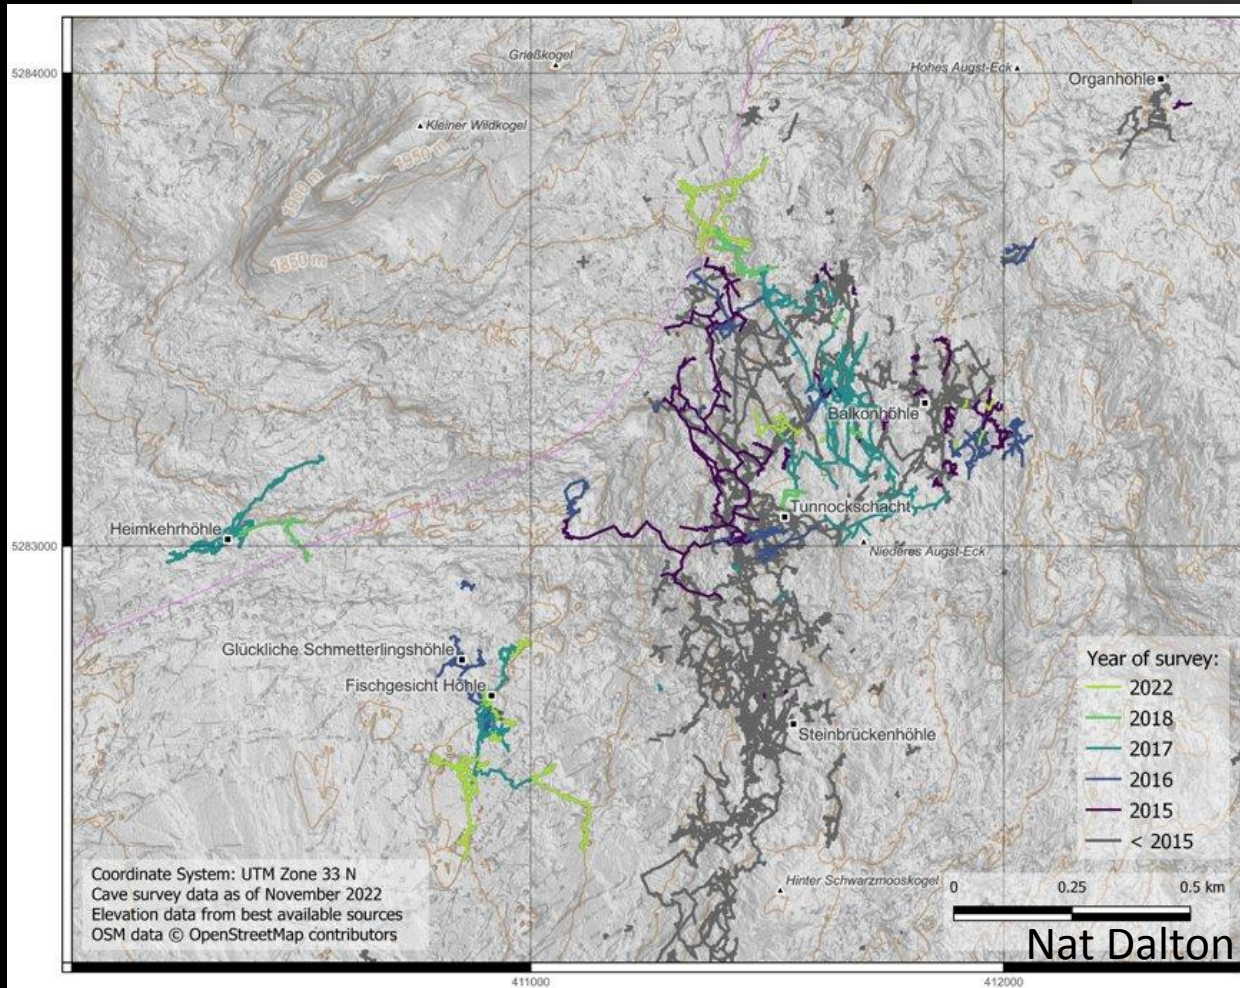 5284000
Grießkogel
Hohes Augst-Eck
Organhöhle
Kleiner Wildkogel
1950 m
1850 m
Balkonhöhle
Tunnockschacht
Heimkehrhöhle
5283000
Niederes Augst-Eck
Glückliche Schmetterlingshöhle
Fischgesicht Höhle
Steinbrückenhöhle
Year of survey:
2022
2018
2017
2016
2015
< 2015
Hinter Schwarzmooskogel
Coordinate System: UTM Zone 33 N
Cave survey data as of November 2022
Elevation data from best available sources
OSM data © OpenStreetMap contributors
0 0.25 0.5 km
Nat Dalton
411000
412000